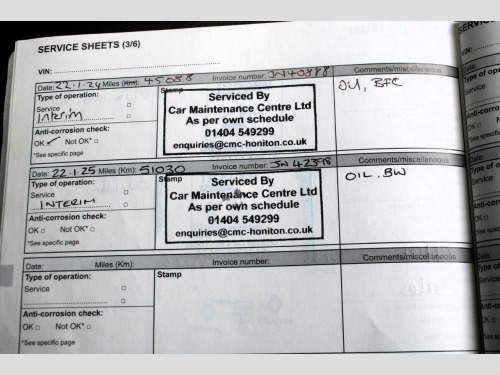 SERVICE SHEETS (3/6)
VIN:
Date: 22-1-24 Miles (Km): 45088 Invoice number: JN40888 Comments/miscellaneous
Type of operation: Stamp
Service
Interim
Anti-corrosion check:
OK Not OK*
*See specific page
Serviced By
Car Maintenance Centre Ltd
As per own schedule
01404 549299
enquiries@cmc-honiton.co.uk
OIL, BFC
Date: 22-1-25 Miles (Km): 51030 Invoice number: Comments/miscellaneous
Type of operation: Stamp
Service
INTERIM
Anti-corrosion check:
OK Not OK*
*See specific page
Serviced By
Car Maintenance Centre Ltd
As per own schedule
01404 549299
enquiries@cmc-honiton.co.uk
OIL, BW
Date: Miles (Km): Invoice number: Comments/miscellaneous
Type of operation: Stamp
Service
Anti-corrosion check:
OK Not OK*
*See specific page